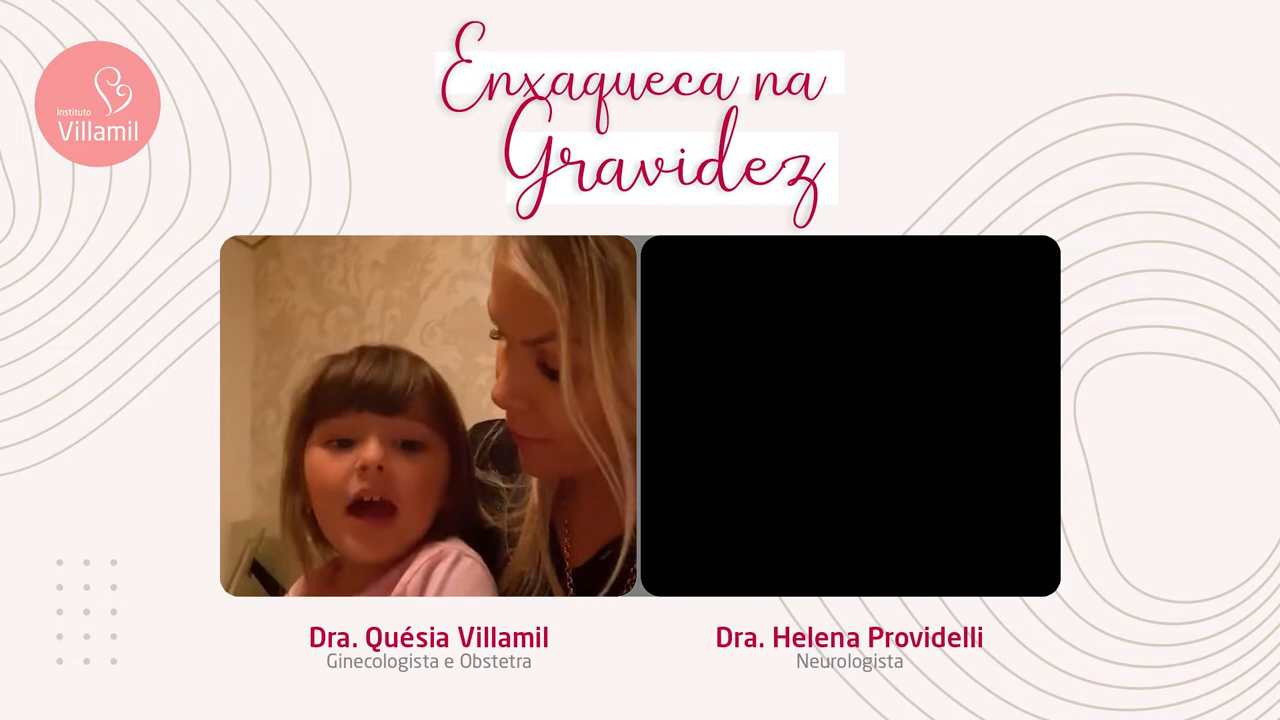 Enxaqueca na
Gravidez
Instituto
Villamil
Dra. Quésia Villamil
Ginecologista e Obstetra
Dra. Helena Providelli
Neurologista